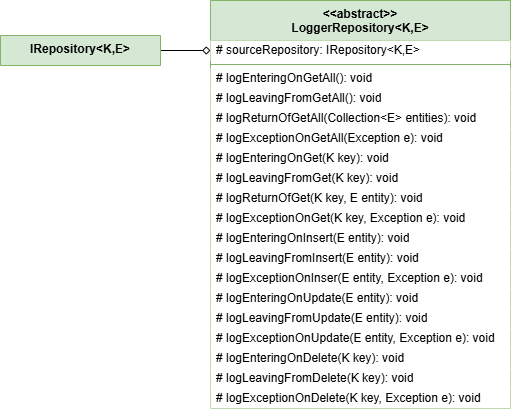 <<abstract>>
LoggerRepository<K,E>
IRepository<K,E>
# sourceRepository: IRepository<K,E>
# logEnteringOnGetAll(): void
# logLeavingFromGetAll(): void
# logReturnOfGetAll(Collection<E> entities): void
# logExceptionOnGetAll(Exception e): void
# logEnteringOnGet(K key): void
# logLeavingFromGet(K key): void
# logReturnOfGet(K key, E entity): void
# logExceptionOnGet(K key, Exception e): void
# logEnteringOnInsert(E entity): void
# logLeavingFromInsert(E entity): void
# logExceptionOnInser(E entity, Exception e): void
# logEnteringOnUpdate(E entity): void
# logLeavingFromUpdate(E entity): void
# logExceptionOnUpdate(E entity, Exception e): void
# logEnteringOnDelete(K key): void
# logLeavingFromDelete(K key): void
# logExceptionOnDelete(K key, Exception e): void